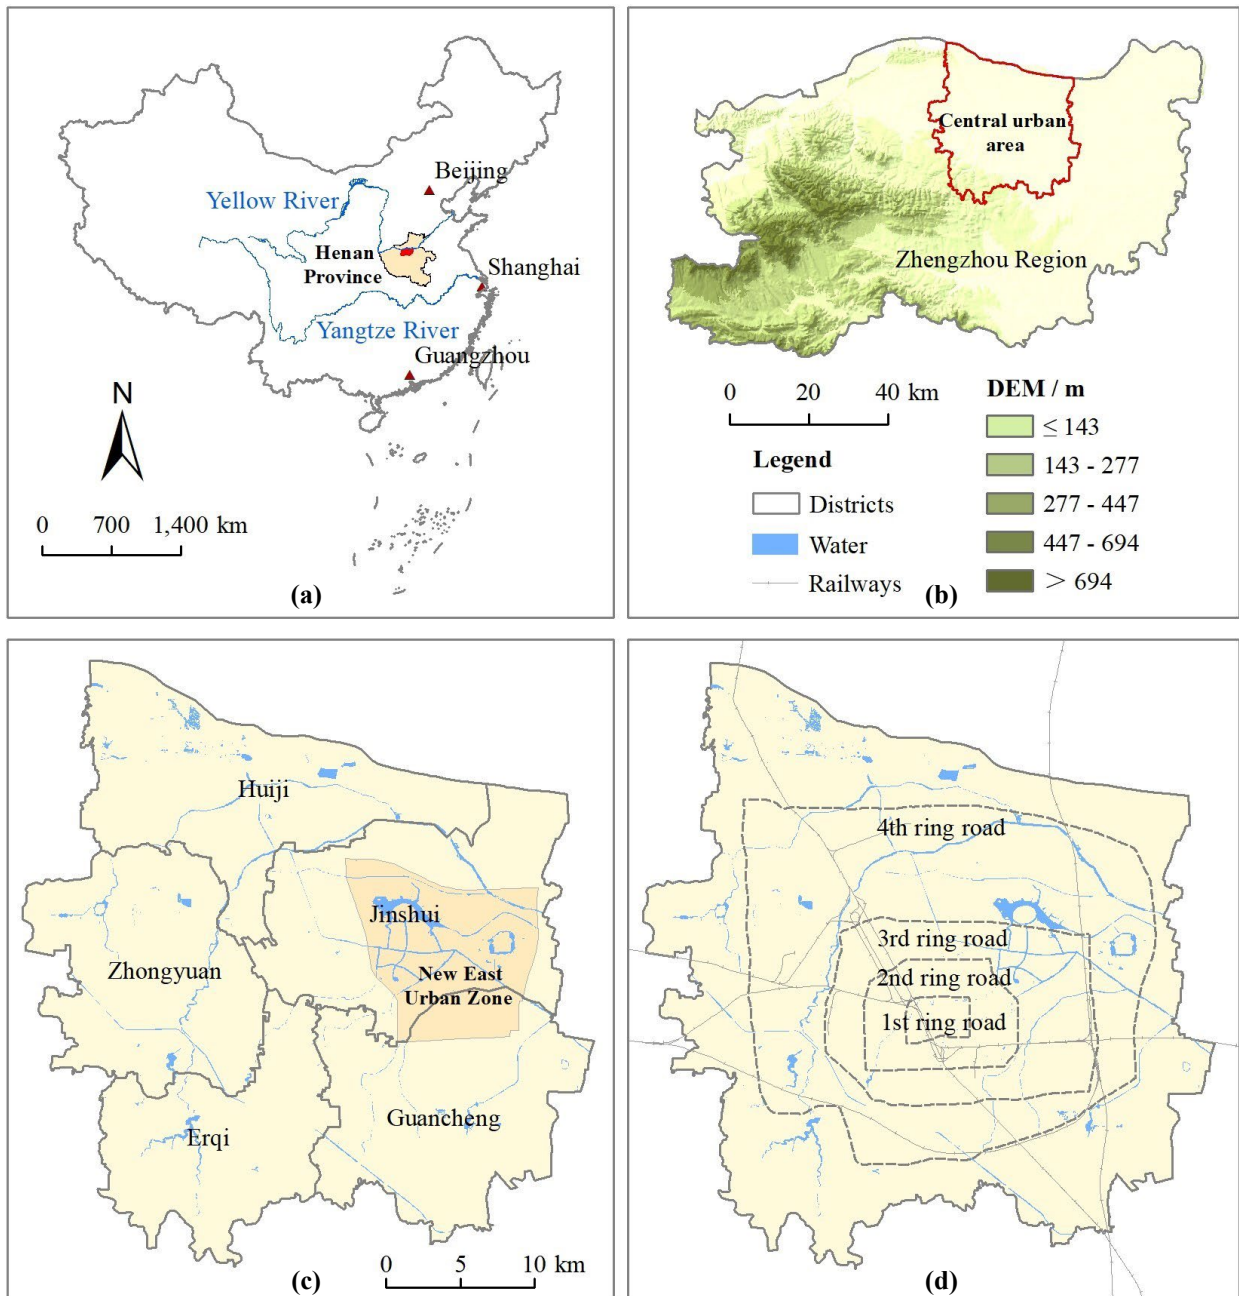 Beijing
Yellow River
Henan
Province
Shanghai
Yangtze River
Guangzhou
N
0 700 1,400 km
(a)
Central urban
area
Zhengzhou Region
0 20 40 km
DEM / m
≤ 143
143 - 277
277 - 447
447 - 694
> 694
Legend
Districts
Water
Railways
(b)
Huiji
Jinshui
Zhongyuan
New East
Urban Zone
Guancheng
Erqi
0 5 10 km
(c)
4th ring road
3rd ring road
2nd ring road
1st ring road
(d)